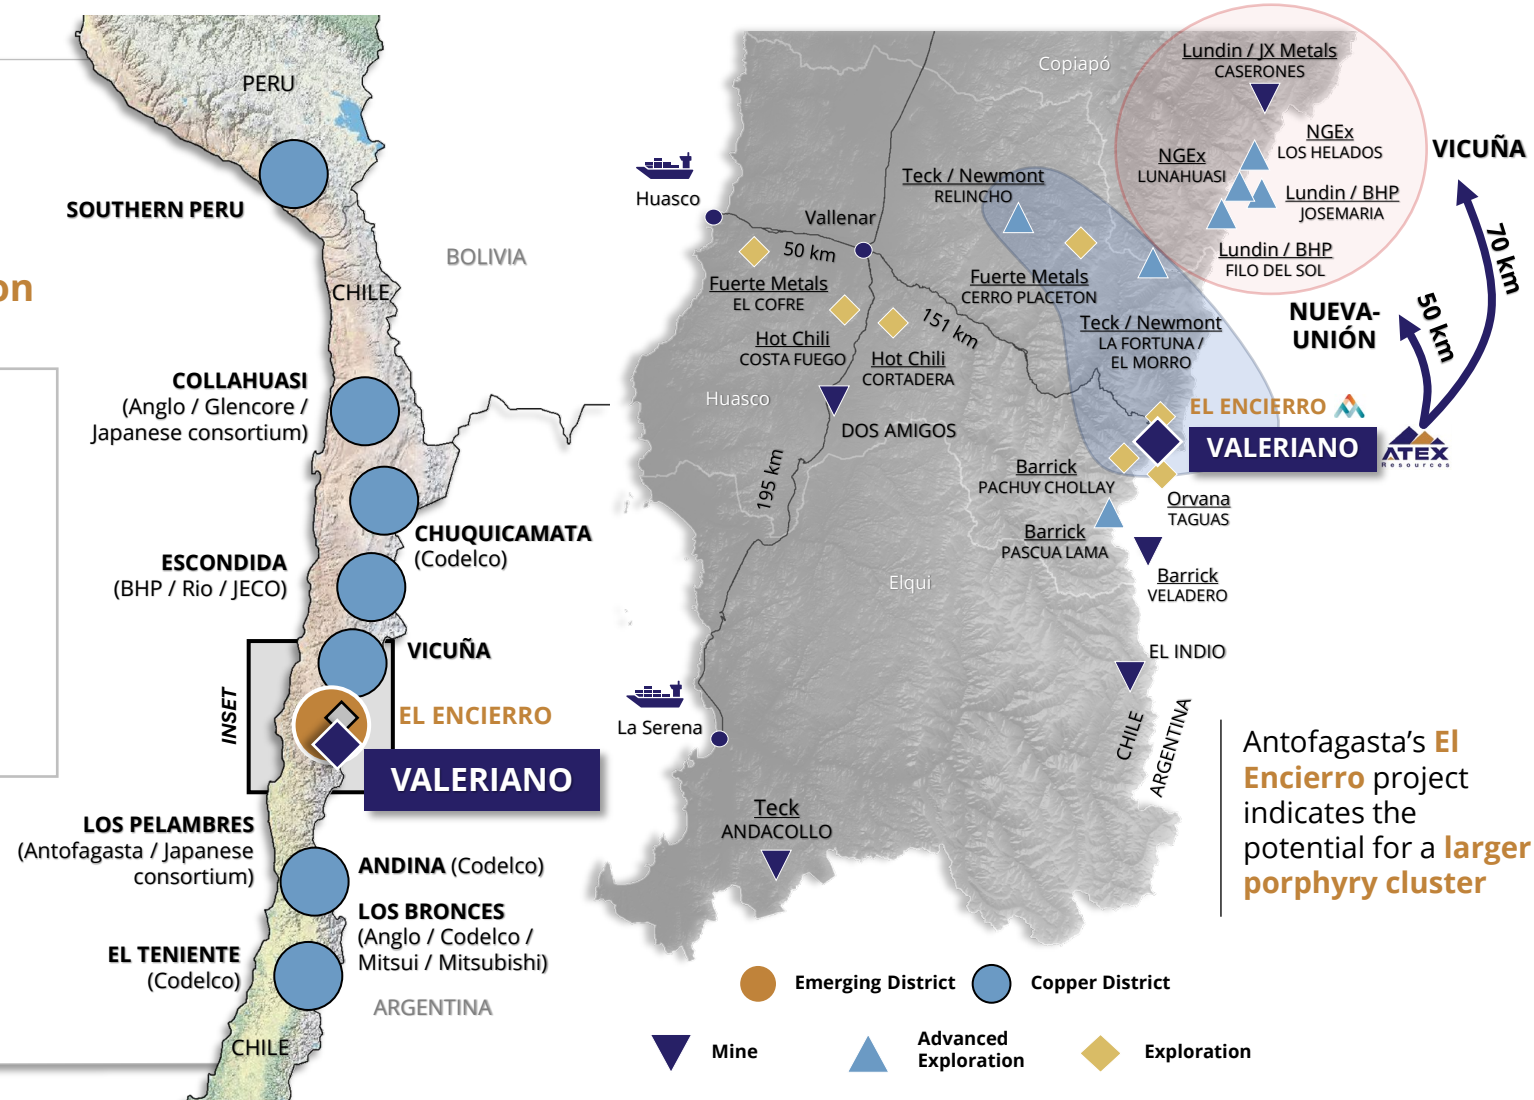 on
PERU
SOUTHERN PERU
BOLIVIA
CHILE
COLLAHUASI
(Anglo / Glencore /
Japanese consortium)
CHUQUICAMATA
(Codelco)
ESCONDIDA
(BHP / Rio / JECO)
VICUÑA
INSET
EL ENCIERRO
VALERIANO
LOS PELAMBRES
(Antofagasta / Japanese
consortium)
ANDINA (Codelco)
LOS BRONCES
(Anglo / Codelco /
Mitsui / Mitsubishi)
EL TENIENTE
(Codelco)
ARGENTINA
CHILE
Copiapó
Lundin / JX Metals
CASERONES
NGEx
LOS HELADOS
NGEx
LUNAHUASI
Lundin / BHP
JOSEMARIA
Lundin / BHP
FILO DEL SOL
VICUÑA
70 km
NUEVA-
UNIÓN
50 km
Huasco
Vallenar
50 km
Teck / Newmont
RELINCHO
Fuerte Metals
EL COFRE
Fuerte Metals
CERRO PLACETON
Hot Chili
COSTA FUEGO
Hot Chili
CORTADERA
151 km
Teck / Newmont
LA FORTUNA /
EL MORRO
Huasco
DOS AMIGOS
EL ENCIERRO
VALERIANO
ATEX
Resources
195 km
Barrick
PACHUY CHOLLAY
Orvana
TAGUAS
Barrick
PASCUA LAMA
Barrick
VELADERO
Elqui
EL INDIO
CHILE
ARGENTINA
La Serena
Teck
ANDACOLLO
Antofagasta’s El
Encierro project
indicates the
potential for a larger
porphyry cluster
Emerging District
Copper District
Mine
Advanced
Exploration
Exploration